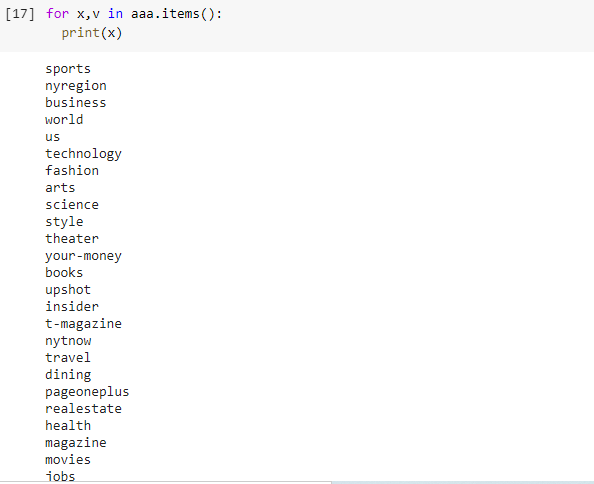 [17] for x,v in aaa.items():
print(x)
sports
nyregion
business
world
us
technology
fashion
arts
science
style
theater
your-money
books
upshot
insider
t-magazine
nytnow
travel
dining
pageoneplus
realestate
health
magazine
movies
jobs